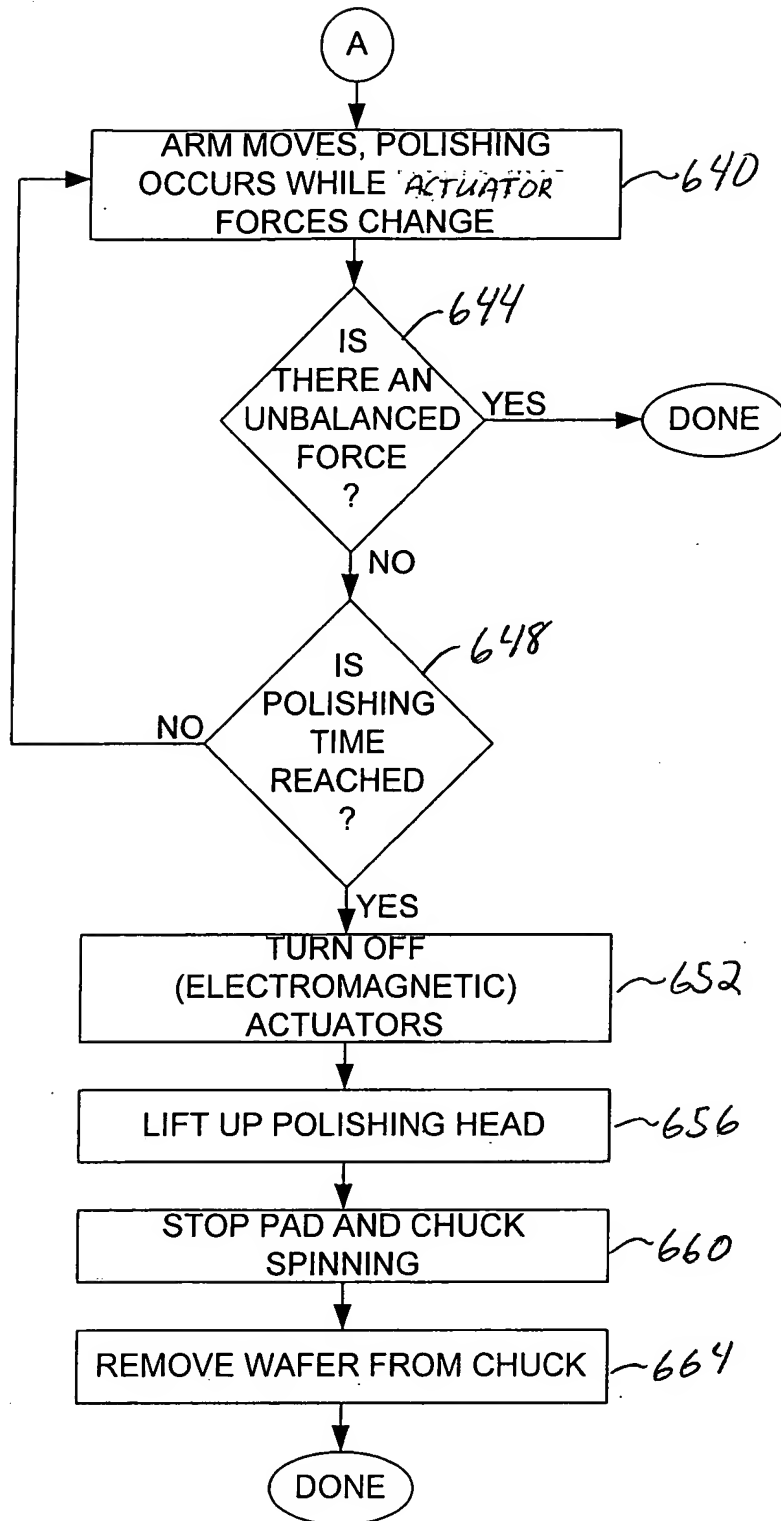 A
ARM MOVES, POLISHING
OCCURS WHILE ACTUATOR
FORCES CHANGE
640
644
IS
THERE AN
UNBALANCED
FORCE
?
YES
DONE
NO
648
IS
POLISHING
TIME
REACHED
?
NO
YES
TURN OFF
(ELECTROMAGNETIC)
ACTUATORS
652
LIFT UP POLISHING HEAD
656
STOP PAD AND CHUCK
SPINNING
660
REMOVE WAFER FROM CHUCK
664
DONE